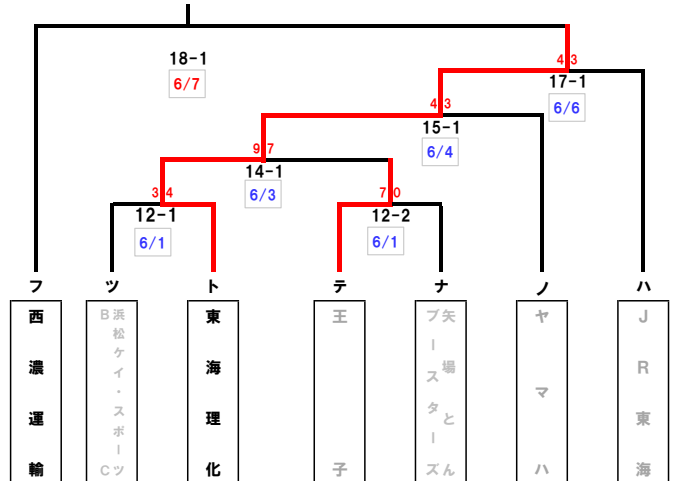 18-1
6/7
4 3
17-1
6/6
4 3
15-1
6/4
9 7
14-1
6/3
3 4
12-1
6/1
7 0
12-2
6/1
フ
ツ
ト
テ
ナ
ノ
ハ
西濃運輸
浜松ケイ・スポーツ
BC
東海理化
王子
矢場とん
ブースターズ
ヤマハ
JR東海